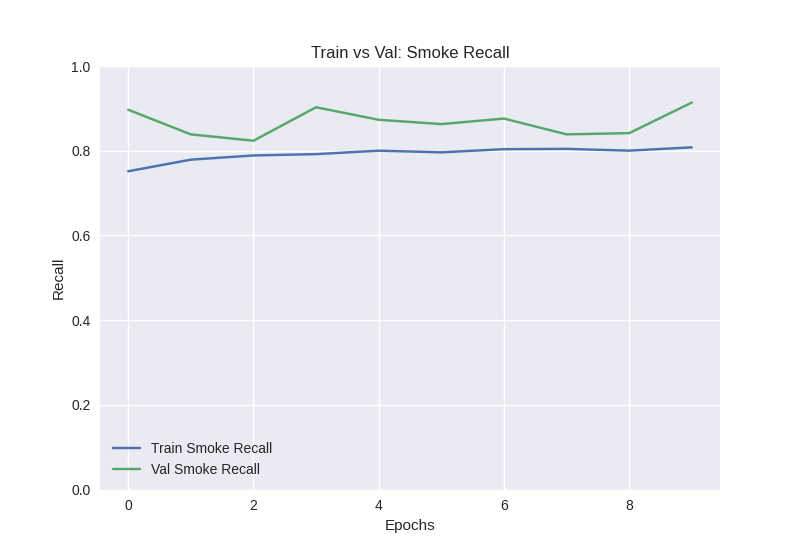 Train vs Val: Smoke Recall
1.0
0.8
0.6
0.4
0.2
0.0
Recall
Train Smoke Recall
Val Smoke Recall
0 2 4 6 8
Epochs